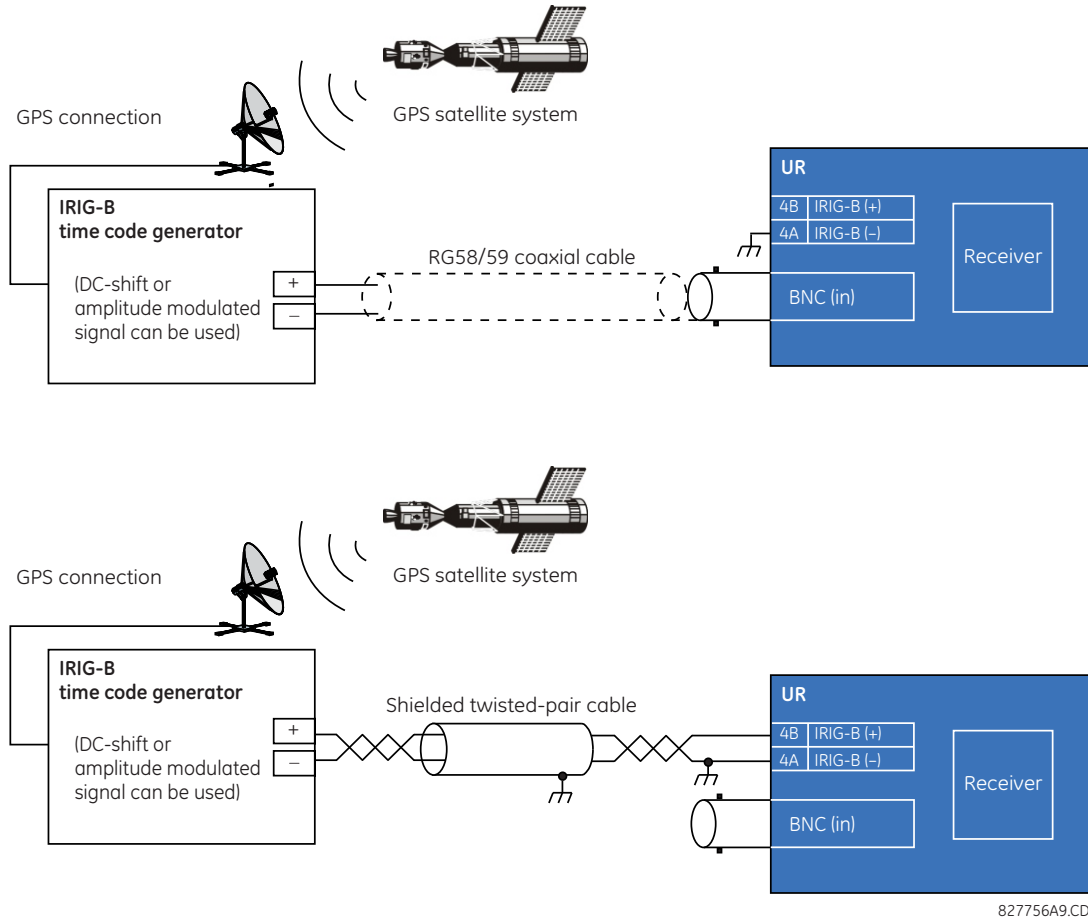 GPS connection
GPS satellite system
UR
IRIG-B
time code generator
4B IRIG-B (+)
4A IRIG-B (–)
Receiver
RG58/59 coaxial cable
(DC-shift or
amplitude modulated
signal can be used)
+
–
BNC (in)
GPS connection
GPS satellite system
IRIG-B
time code generator
UR
Shielded twisted-pair cable
4B IRIG-B (+)
4A IRIG-B (–)
Receiver
(DC-shift or
amplitude modulated
signal can be used)
+
–
BNC (in)
827756A9.CD